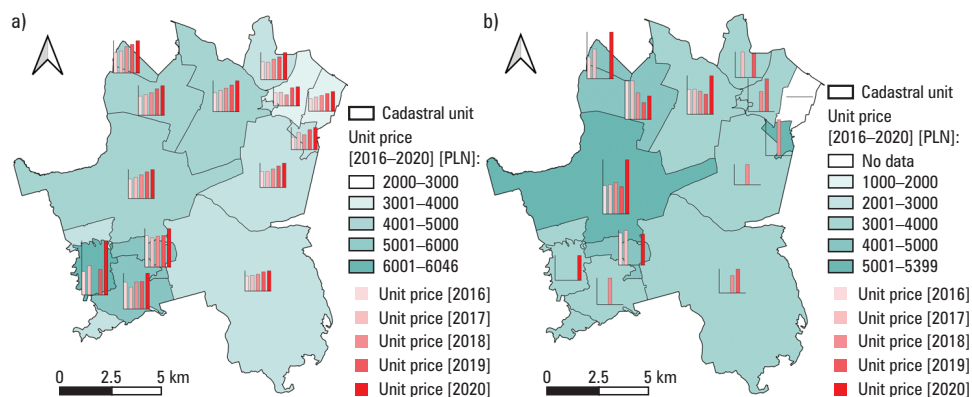 a)
Cadastral unit
Unit price
[2016–2020] [PLN]:
2000–3000
3001–4000
4001–5000
5001–6000
6001–6046
Unit price [2016]
Unit price [2017]
Unit price [2018]
Unit price [2019]
Unit price [2020]
0 2.5 5 km
b)
Cadastral unit
Unit price
[2016–2020] [PLN]:
No data
1000–2000
2001–3000
3001–4000
4001–5000
5001–5399
Unit price [2016]
Unit price [2017]
Unit price [2018]
Unit price [2019]
Unit price [2020]
0 2.5 5 km